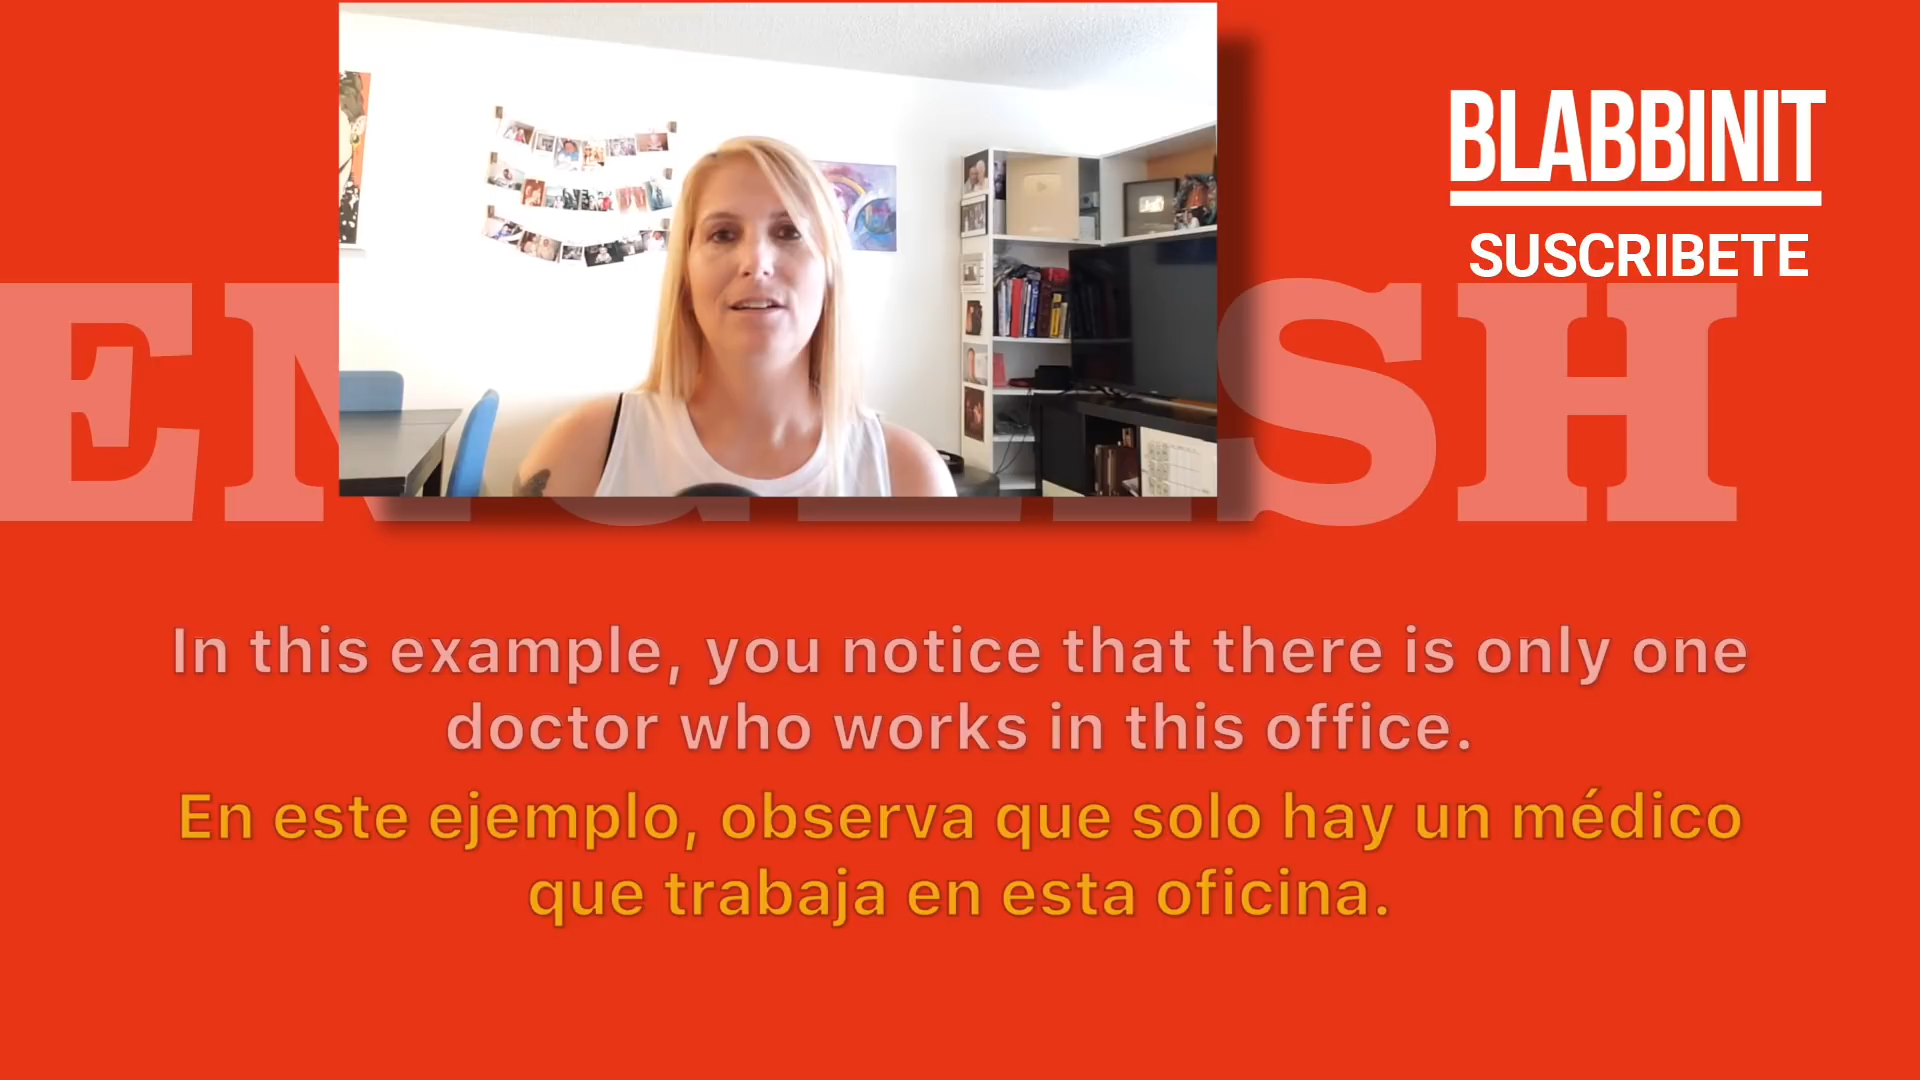 BLABBINIT
SUSCRIBETE
ENGLISH
In this example, you notice that there is only one
doctor who works in this office.
En este ejemplo, observa que solo hay un médico
que trabaja en esta oficina.